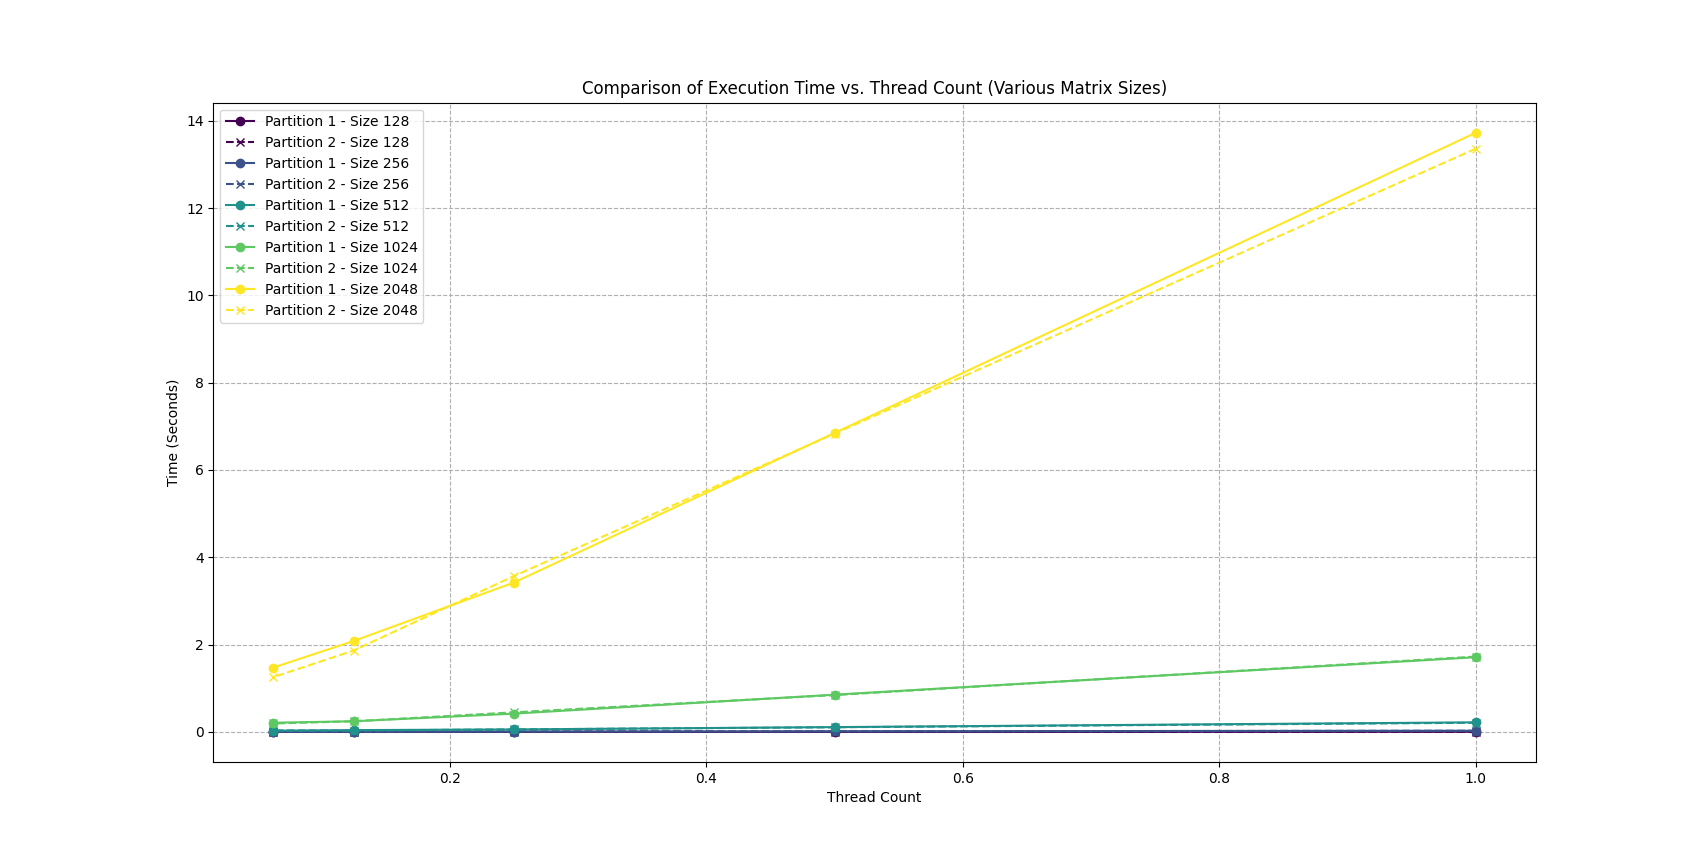 Comparison of Execution Time vs. Thread Count (Various Matrix Sizes)
Partition 1 - Size 128
Partition 2 - Size 128
Partition 1 - Size 256
Partition 2 - Size 256
Partition 1 - Size 512
Partition 2 - Size 512
Partition 1 - Size 1024
Partition 2 - Size 1024
Partition 1 - Size 2048
Partition 2 - Size 2048
14
12
10
8
6
4
2
0
Time (Seconds)
0.2 0.4 0.6 0.8 1.0
Thread Count